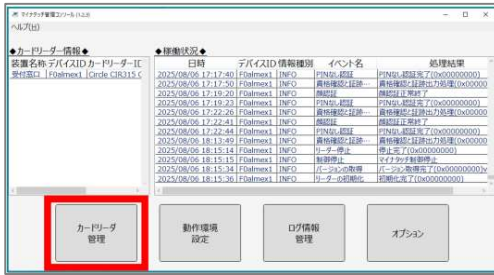 マイナタッチ管理コンソール (1.2.2)
ヘルプ(H)
◆カードリーダー情報◆ ◆稼働状況◆
装置名称 デバイスID カードリーダーIC 日時 デバイスID 情報種別 イベント名 処理結果
受付窓口 F0almex1 Circle CIR315 C
2025/08/06 17:17:40 F0almex1 INFO PINなし認証 PINなし認証完了(0x00000000)
2025/08/06 17:17:50 F0almex1 INFO 資格確認と証跡… 資格確認と証跡出力処理(0x00000
2025/08/06 17:19:20 F0almex1 INFO 顔認証 顔認証正常終了
2025/08/06 17:19:23 F0almex1 INFO PINなし認証 PINなし認証完了(0x00000000)
2025/08/06 17:22:26 F0almex1 INFO 資格確認と証跡… 資格確認と証跡出力処理(0x00000
2025/08/06 17:22:41 F0almex1 INFO 顔認証 顔認証正常終了
2025/08/06 17:22:44 F0almex1 INFO PINなし認証 PINなし認証完了(0x00000000)
2025/08/06 18:13:49 F0almex1 INFO 資格確認と証跡… 資格確認と証跡出力処理(0x00000
2025/08/06 18:15:14 F0almex1 INFO リーダー停止 停止完了(0x00000000)
2025/08/06 18:15:15 F0almex1 INFO 制御停止 マイナタッチ制御停止
2025/08/06 18:15:34 F0almex1 INFO バージョンの取得 バージョン取得完了(0x00000000)v
2025/08/06 18:15:36 F0almex1 INFO リーダーの初期化 初期化完了(0x00000000)
カードリーダ
管理
動作環境
設定
ログ情報
管理
オプション